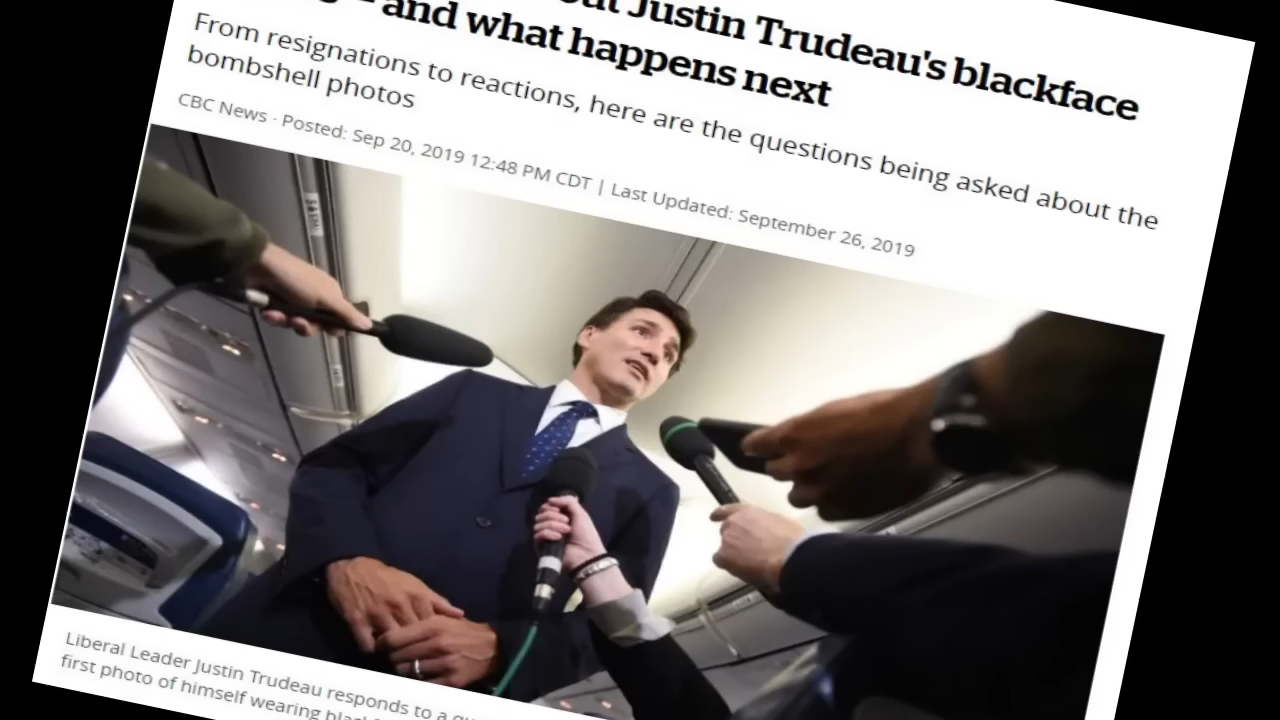 Justin Trudeau's blackface
and what happens next
From resignations to reactions, here are the questions being asked about the
bombshell photos
CBC News · Posted: Sep 20, 2019 12:48 PM CDT | Last Updated: September 26, 2019
Liberal Leader Justin Trudeau responds to a
first photo of himself wearing